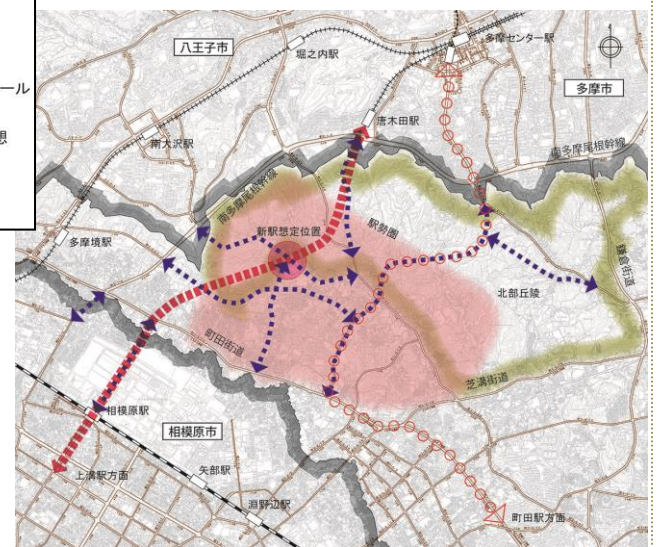 ール
想
八王子市
堀之内駅
多摩センター駅
多摩市
唐木田駅
南大沢駅
南多摩尾根幹線
南多摩尾根幹線
新駅想定位置
駅勢圏
多摩境駅
鎌倉街道
北部丘陵
町田街道
芝溝街道
相模原駅
相模原市
上溝駅方面
矢部駅
淵野辺駅
町田駅方面